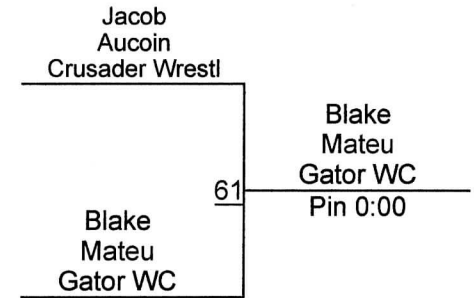 Jacob
Aucoin
Crusader Wrestl
Blake
Mateu
Gator WC
61
Pin 0:00
Blake
Mateu
Gator WC